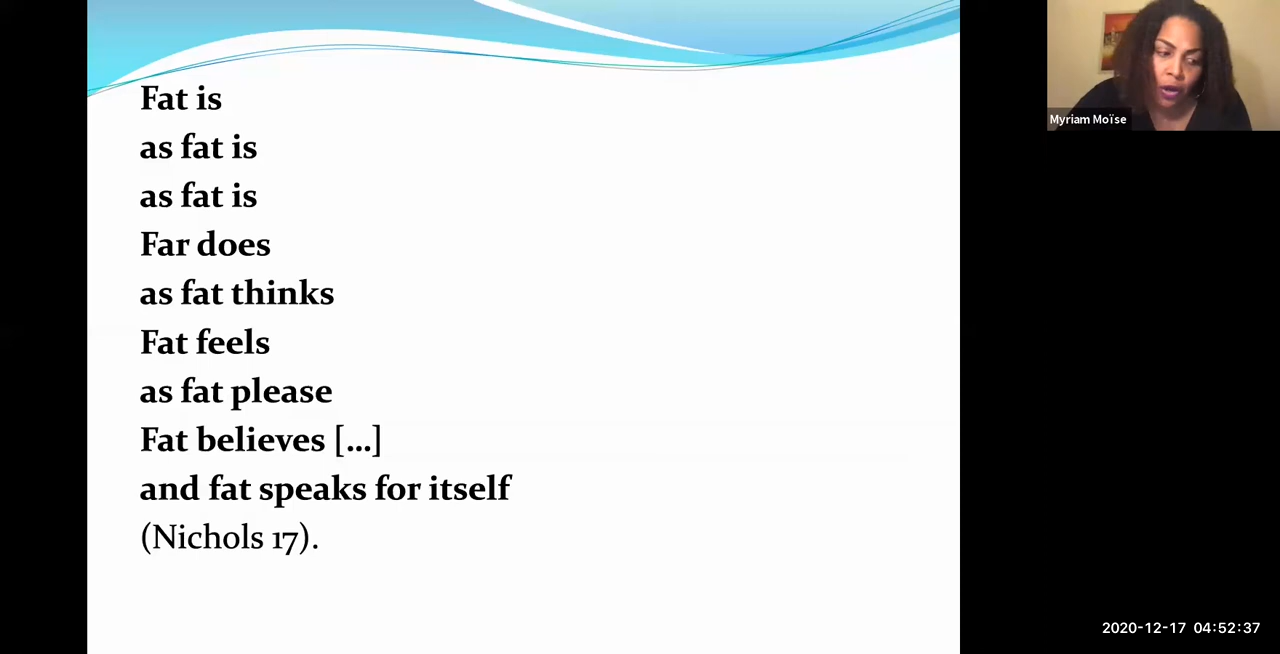 Fat is
as fat is
as fat is
Far does
as fat thinks
Fat feels
as fat please
Fat believes [...]
and fat speaks for itself
(Nichols 17).
Myriam Moïse
2020-12-17 04:52:37